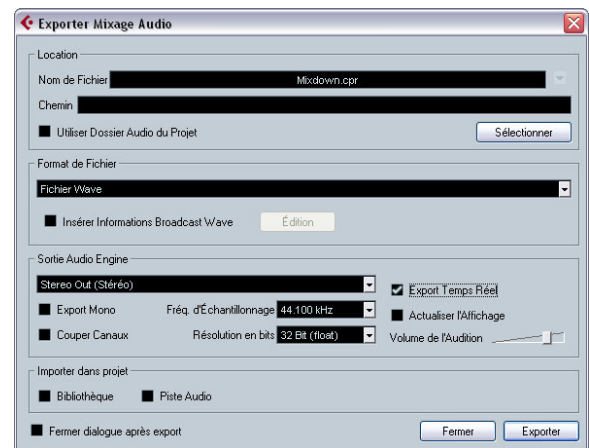 Exporter Mixage Audio
Location
Nom de Fichier Mixdown.cpr
Chemin
Utiliser Dossier Audio du Projet Sélectionner
Format de Fichier
Fichier Wave
Insérer Informations Broadcast Wave Édition
Sortie Audio Engine
Stereo Out (Stéréo) Export Temps Réel
Export Mono Fréq. d'Échantillonnage 44.100 kHz Actualiser l'Affichage
Couper Canaux Résolution en bits 32 Bit (float) Volume de l'Audition
Importer dans projet
Bibliothèque Piste Audio
Fermer dialogue après export Fermer Exporter